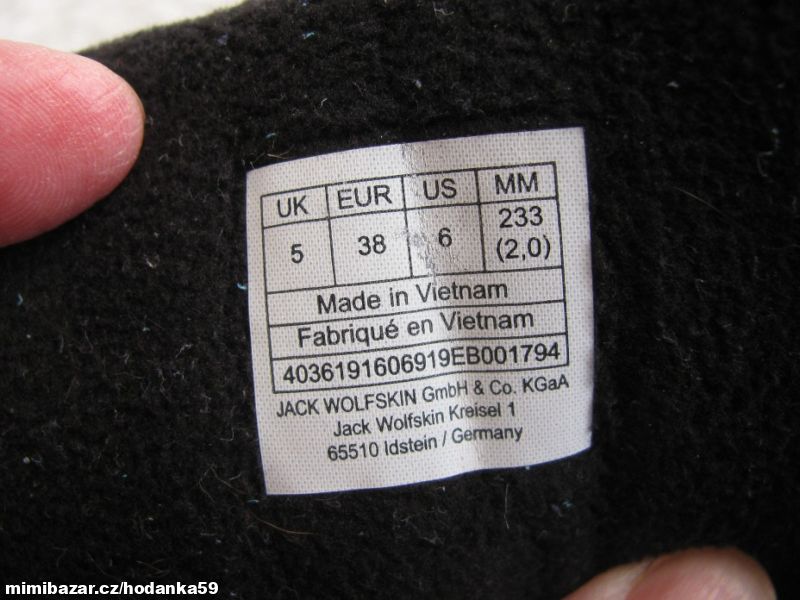 UK EUR US MM
5 38 6 233
(2,0)
Made in Vietnam
Fabriqué en Vietnam
4036191606919EB001794
JACK WOLFSKIN GmbH & Co. KGaA
Jack Wolfskin Kreisel 1
65510 Idstein / Germany
mimibazar.cz/hodanka59